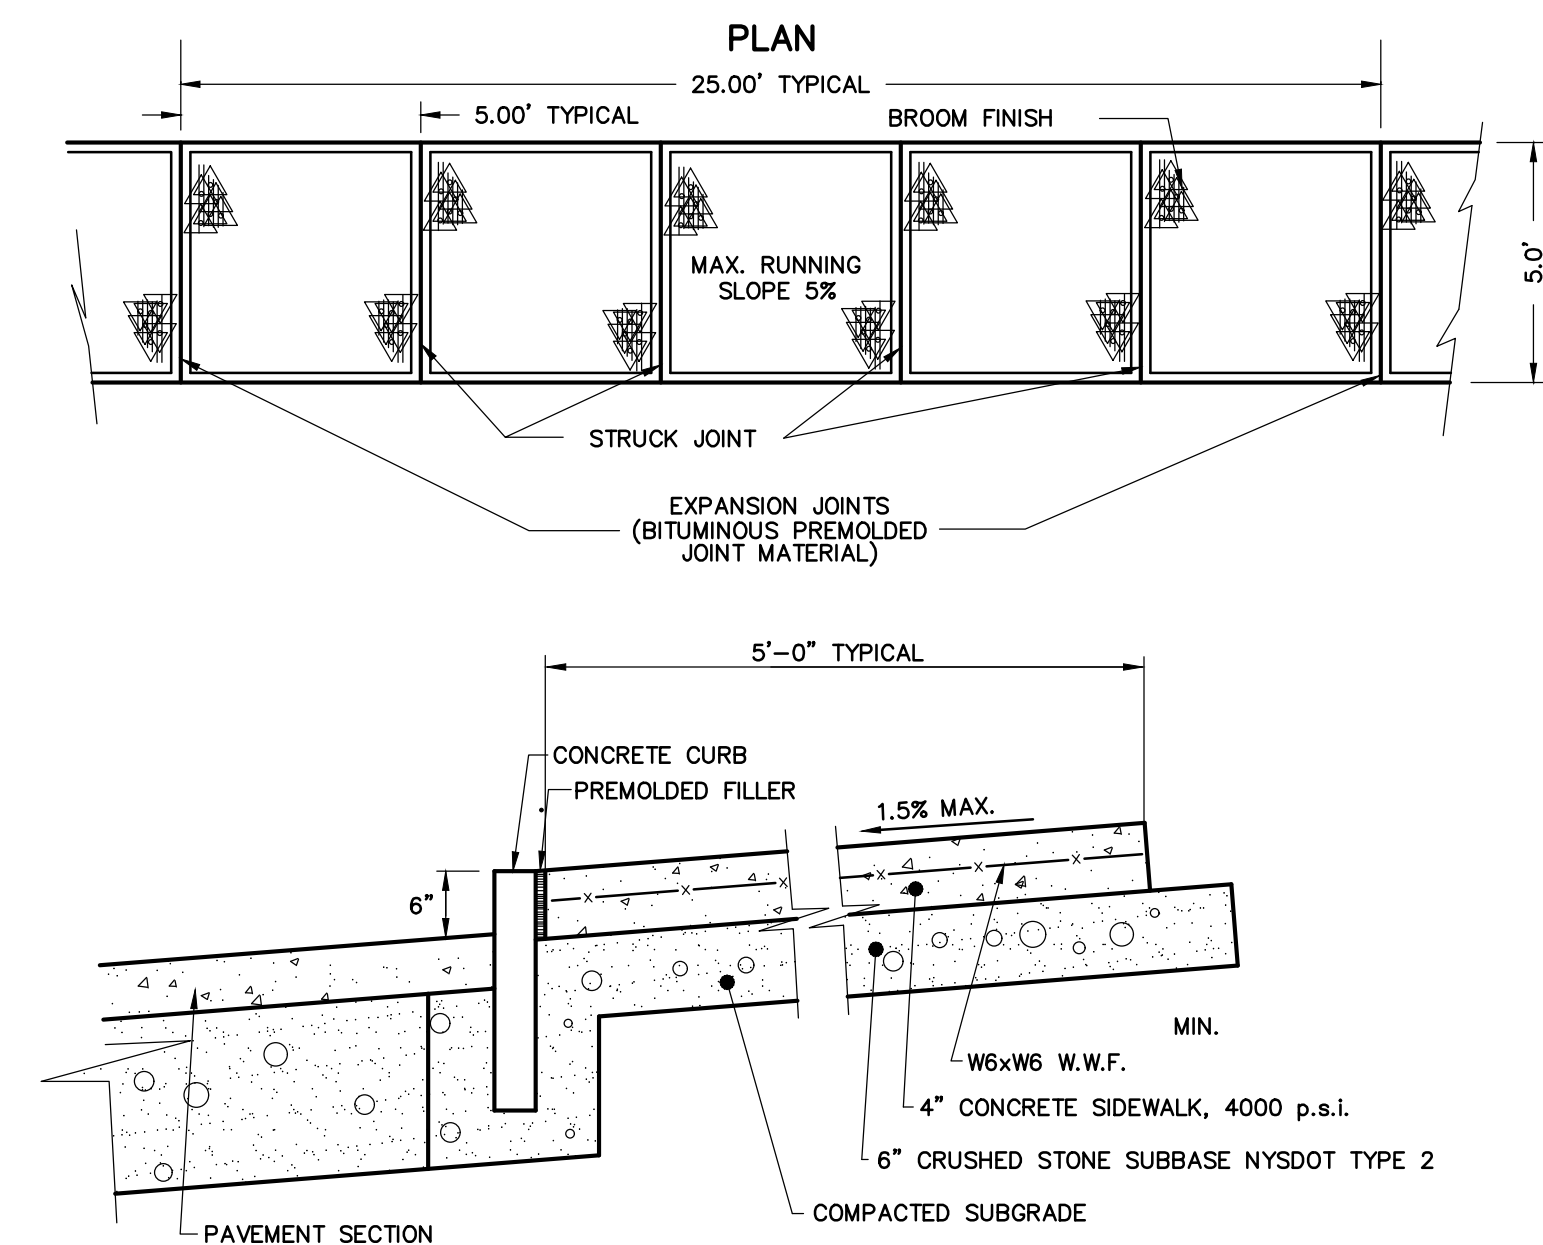 PLAN
25.00' TYPICAL
5.00' TYPICAL
BROOM FINISH
MAX. RUNNING
SLOPE 5%
5.0'
STRUCK JOINT
EXPANSION JOINTS
(BITUMINOUS PREMOLDED
JOINT MATERIAL)
5'-0" TYPICAL
CONCRETE CURB
PREMOLDED FILLER
1.5% MAX.
6"
MIN.
W6xW6 W.W.F.
4" CONCRETE SIDEWALK, 4000 p.s.i.
6" CRUSHED STONE SUBBASE NYSDOT TYPE 2
COMPACTED SUBGRADE
PAVEMENT SECTION